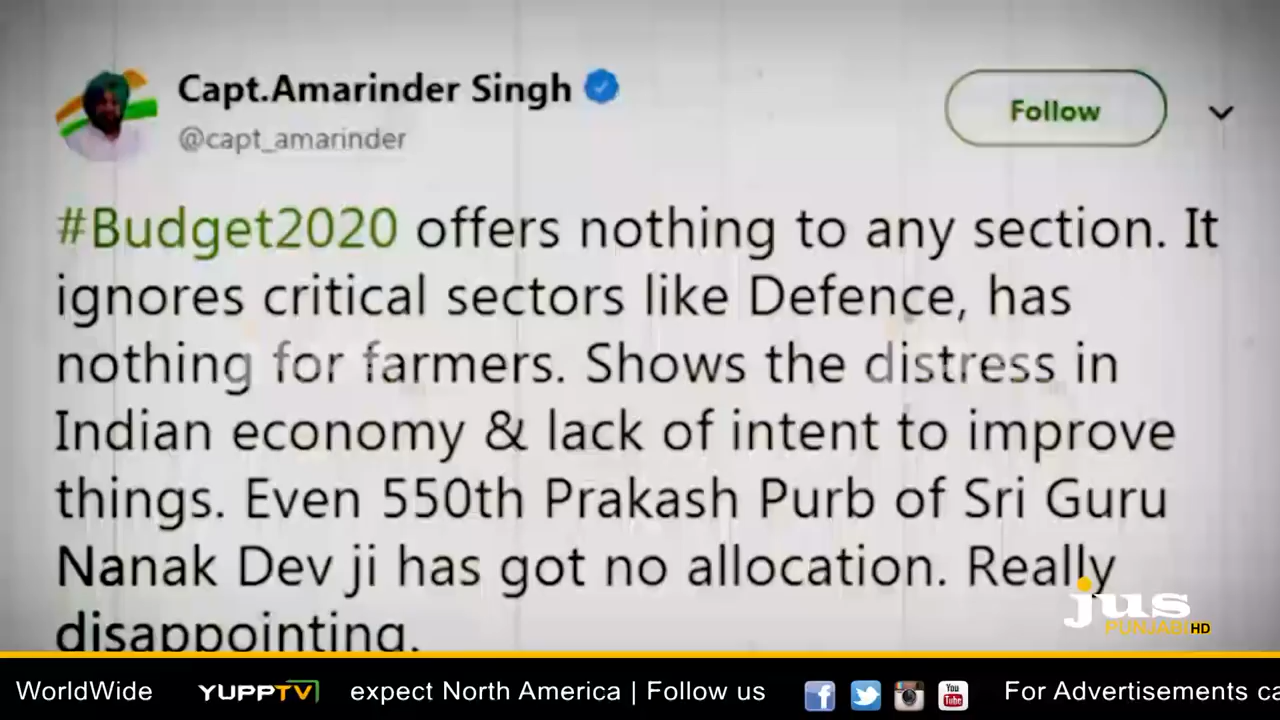 Capt.Amarinder Singh
@capt_amarinder
Follow
#Budget2020 offers nothing to any section. It
ignores critical sectors like Defence, has
nothing for farmers. Shows the distress in
Indian economy & lack of intent to improve
things. Even 550th Prakash Purb of Sri Guru
Nanak Dev ji has got no allocation. Really
disappointing.
jus
PUNJABI HD
WorldWide YUPPTV expect North America | Follow us You Tube For Advertisements ca